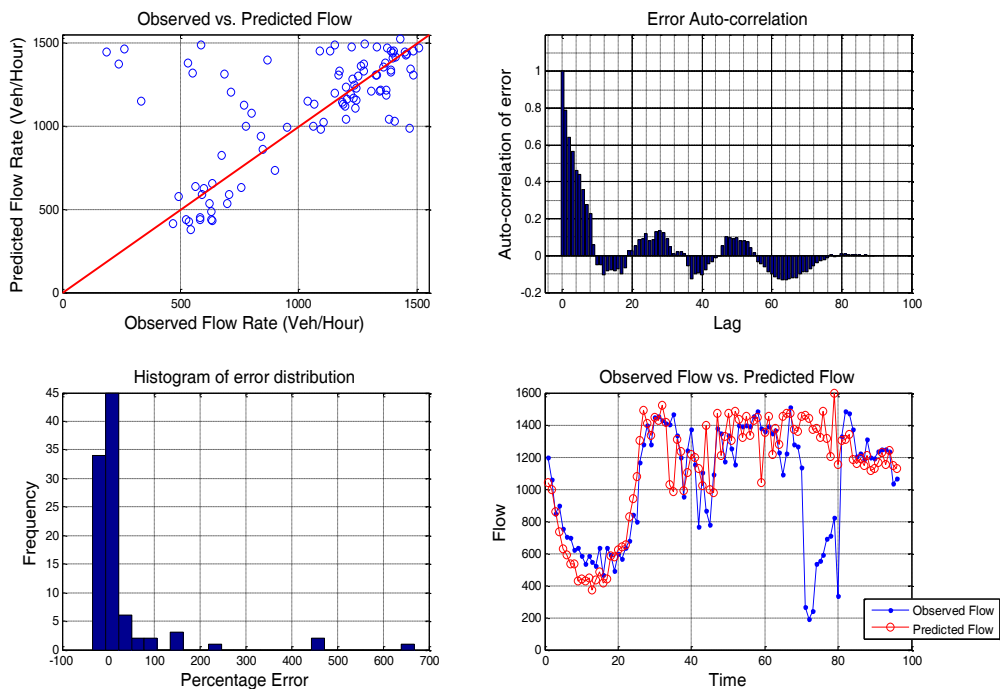 Observed vs. Predicted Flow
1500
1000
500
0
0 500 1000 1500
Predicted Flow Rate (Veh/Hour)
Observed Flow Rate (Veh/Hour)
Error Auto-correlation
1
0.8
0.6
0.4
0.2
0
-0.2
0 20 40 60 80 100
Auto-correlation of error
Lag
Histogram of error distribution
45
40
35
30
25
20
15
10
5
0
-100 0 100 200 300 400 500 600 700
Frequency
Percentage Error
Observed Flow vs. Predicted Flow
1600
1400
1200
1000
800
600
400
200
0
0 20 40 60 80 100
Flow
Time
Observed Flow
Predicted Flow